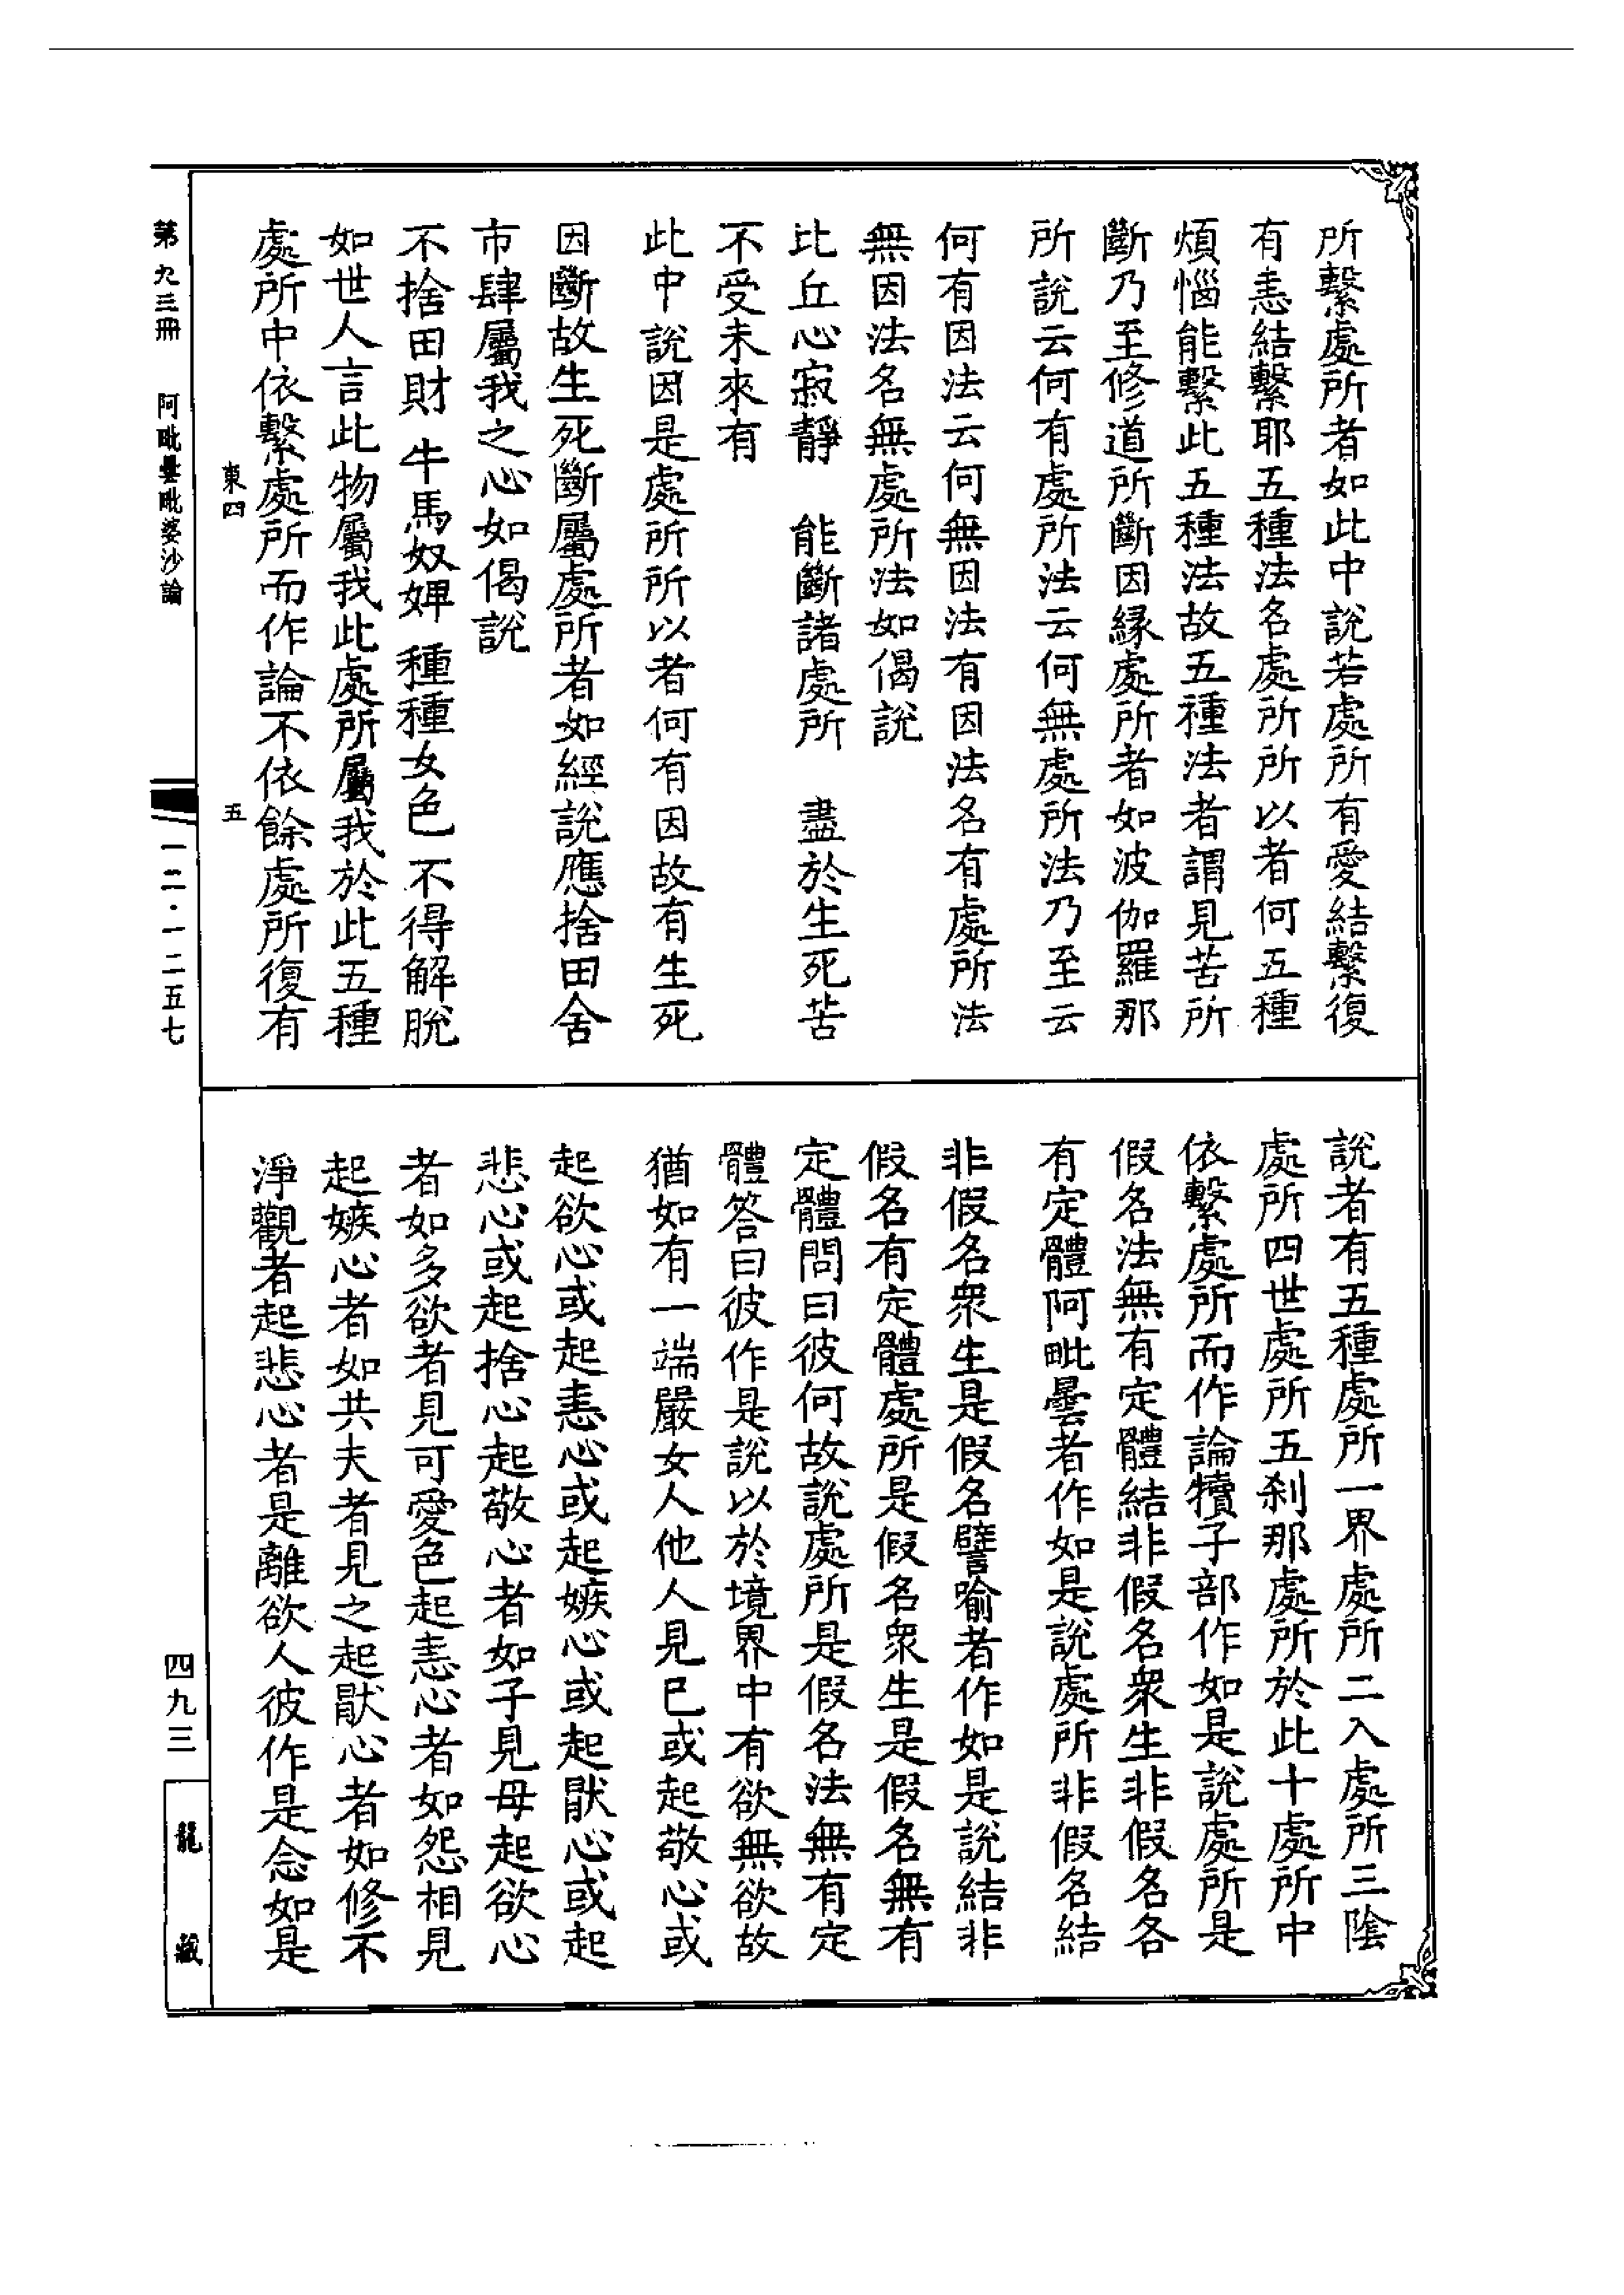 所繫處所者如此中說若處所有愛結繫復
有恚結繫耶五種法名處所所以者何五種
煩惱能繫此五種法故五種法者謂見苦所
斷乃至修道所斷因緣處所者如波伽羅那
所說云何有處所法云何無處所法乃至云
何有因法云何無因法有因法名有處所法
無因法名無處所法如偈說
比丘心寂靜 能斷諸處所 盡於生死苦
不受未來有
此中說因是處所所以者何有因故有生死
因斷故生死斷屬處所者如經說應捨田舍
市肆屬我之心如偈說
不捨田財 牛馬奴婢 種種女色 不得解脫
如世人言此物屬我此處所屬我於此五種
處所中依繫處所而作論不依餘處所復有
東四 五
說者有五種處所一界處所二入處所三陰
處所四世處所五剎那處所於此十處所中
依繫處所而作論犢子部作如是說處所是
假名法無有定體結非假名眾生非假名各
有定體阿毗曇者作如是說處所非假名結
非假名眾生是假名譬喻者作如是說結非
假名有定體處所是假名眾生是假名無有
定體問曰彼何故說處所是假名法無有定
體答曰彼作是說以於境界中有欲無欲故
猶如有一端嚴女人他人見已或起敬心或
起欲心或起恚心或起嫉心或起猒心或起
悲心或起捨心起敬心者如子見母起欲心
者如多欲者見可愛色起恚心者如怨相見
起嫉心者如共夫者見之起猒心者如修不
淨觀者起悲心者是離欲人彼作是念如是
第九三冊 阿毗曇毗婆沙論
一二·一二五七
四九三
龍藏